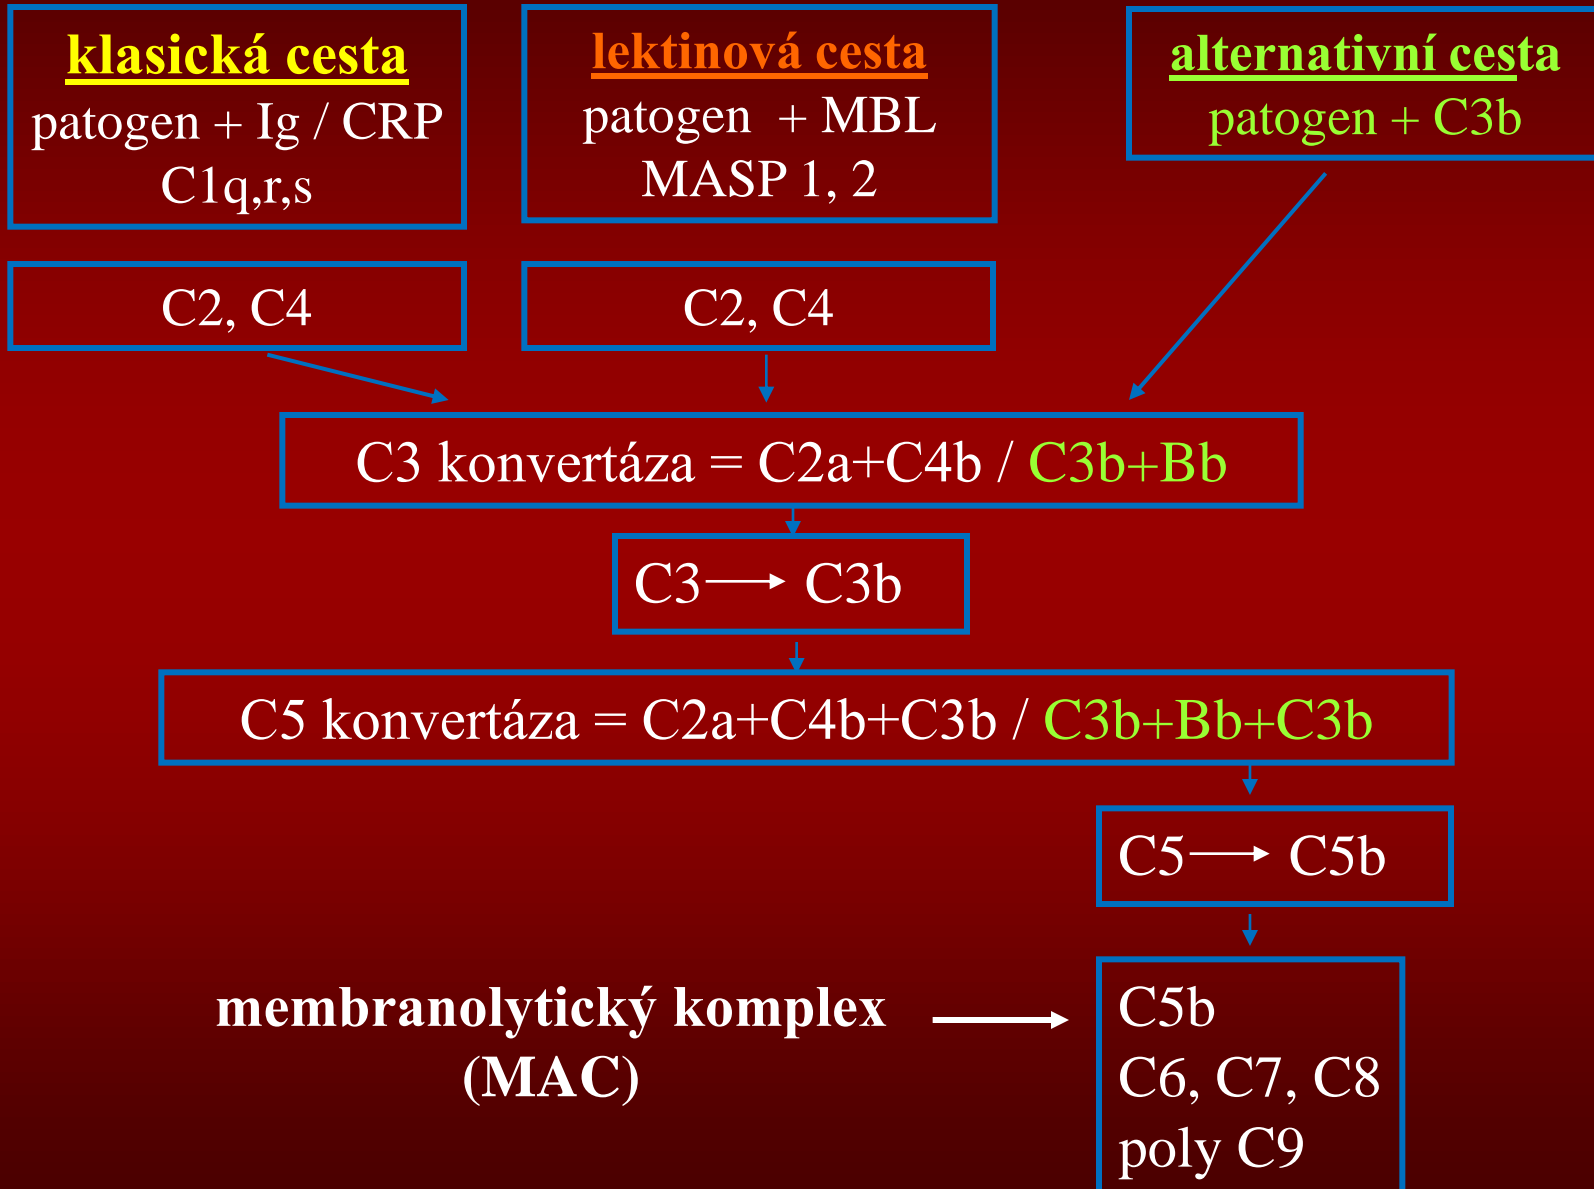 klasická cesta
patogen + Ig / CRP
C1q,r,s
lektinová cesta
patogen + MBL
MASP 1, 2
alternativní cesta
patogen + C3b
C2, C4
C2, C4
C3 konvertáza = C2a+C4b / C3b+Bb
C3 → C3b
C5 konvertáza = C2a+C4b+C3b / C3b+Bb+C3b
C5 → C5b
membranolytický komplex
(MAC)
C5b
C6, C7, C8
poly C9